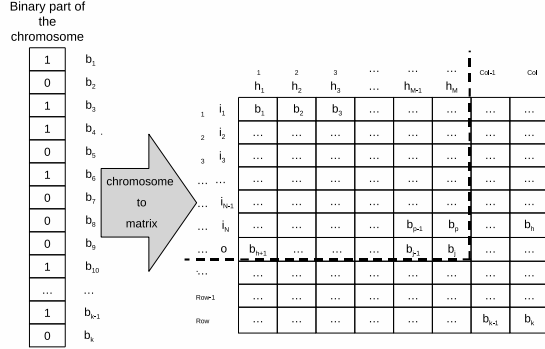 Binary part of
the
chromosome
1 b1
0 b2
1 b3
1 b4 .
0 b5
1 b6
0 b7
0 b8
0 b9
1 b10
... ...
1 bk-1
0 bk
chromosome
to
matrix
1 2 3 ... ... ... Col-1 Col
h1 h2 h3 ... hM-1 hM
1 i1 b1 b2 b3 ... ... ... ... ...
2 i2 ... ... ... ... ... ... ... ...
3 i3 ... ... ... ... ... ... ... ...
... ... ... ... ... ... ... ... ... ...
... iN-1 ... ... ... ... ... ... ... ...
... iN ... ... ... ... bp-1 bp ... bh
... o bh+1 ... ... ... bj-1 bj ... ...
... ... ... ... ... ... ... ... ...
Row-1 ... ... ... ... ... ... ... ...
Row ... ... ... ... ... ... bk-1 bk